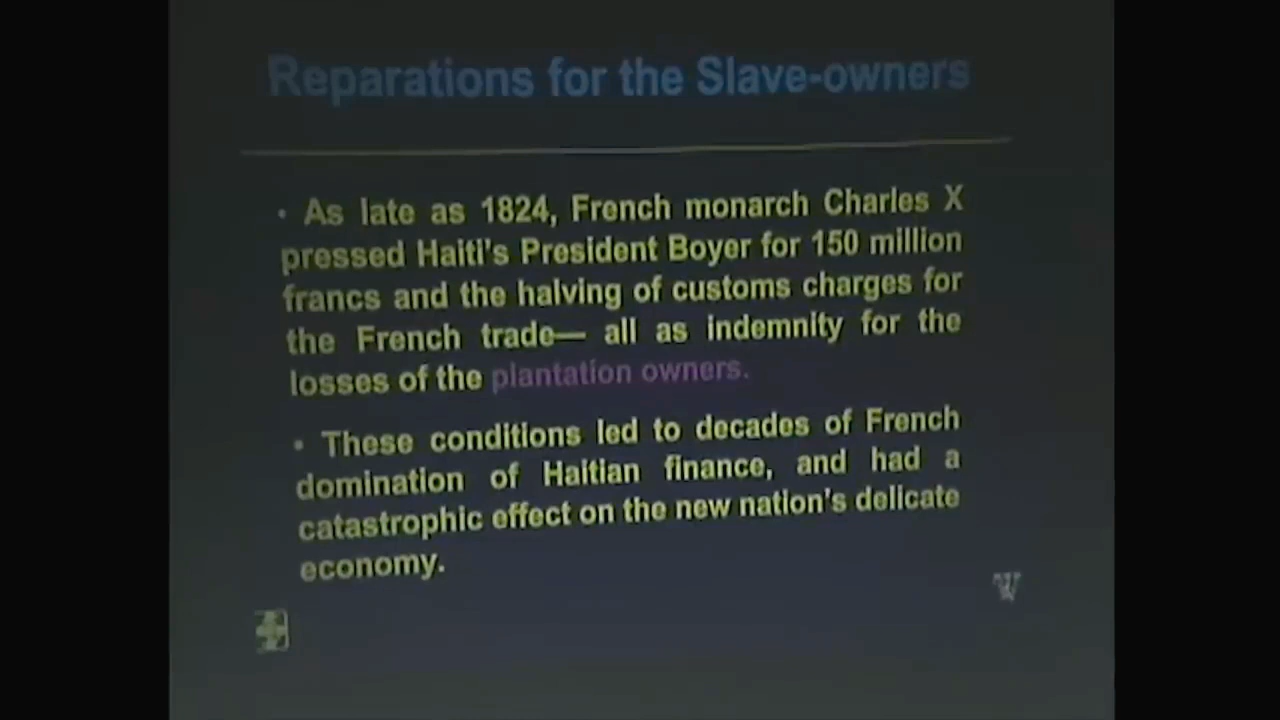 Reparations for the Slave-owners
• As late as 1824, French monarch Charles X
pressed Haiti's President Boyer for 150 million
francs and the halving of customs charges for
the French trade— all as indemnity for the
losses of the plantation owners.
• These conditions led to decades of French
domination of Haitian finance, and had a
catastrophic effect on the new nation's delicate
economy.
W